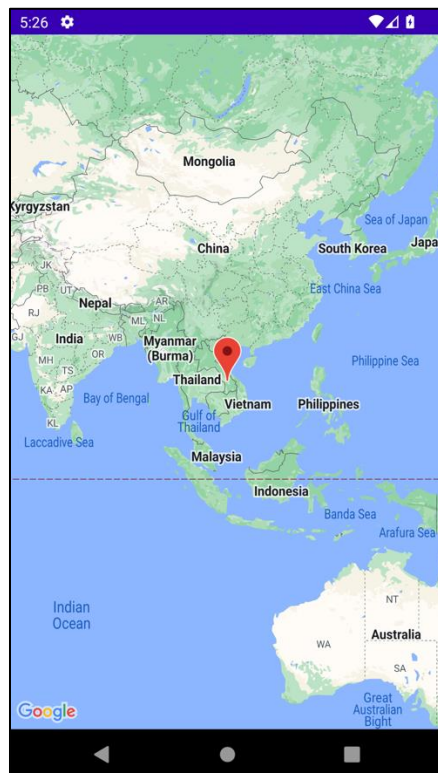 5:26
Mongolia
Kyrgyzstan
Sea of Japan
China
South Korea
Japa
JK
PB
UT
East China Sea
Nepal
AR
RJ
ML
NL
GJ
India
WB
Myanmar
(Burma)
MH
OR
TS
Philippine Sea
Thailand
KA
AP
Bay of Bengal
Vietnam
Philippines
Gulf of
Thailand
KL
Laccadive Sea
Malaysia
Indonesia
Banda Sea
Arafura Sea
Indian
Ocean
NT
Australia
WA
SA
Great
Australian
Bight
Google